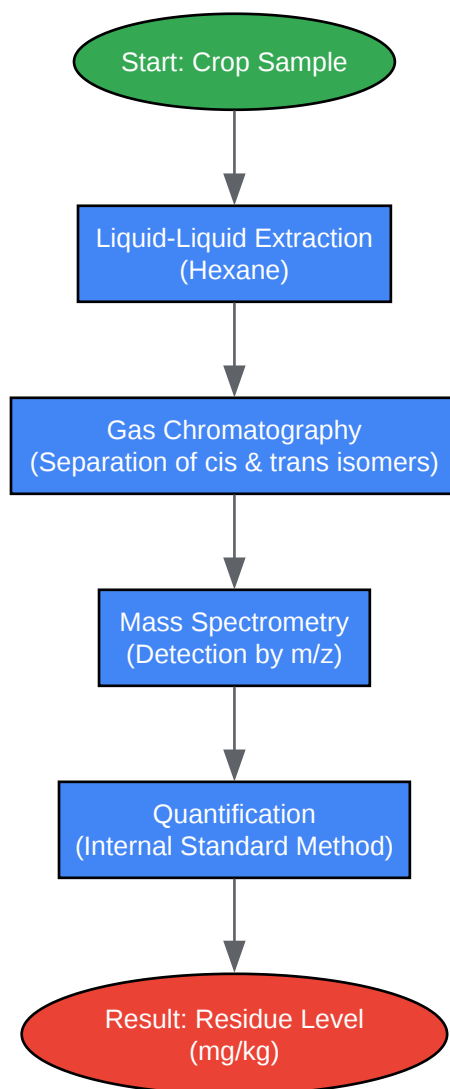 Start: Crop Sample
Liquid-Liquid Extraction
(Hexane)
Gas Chromatography
(Separation of cis & trans isomers)
Mass Spectrometry
(Detection by m/z)
Quantification
(Internal Standard Method)
Result: Residue Level
(mg/kg)